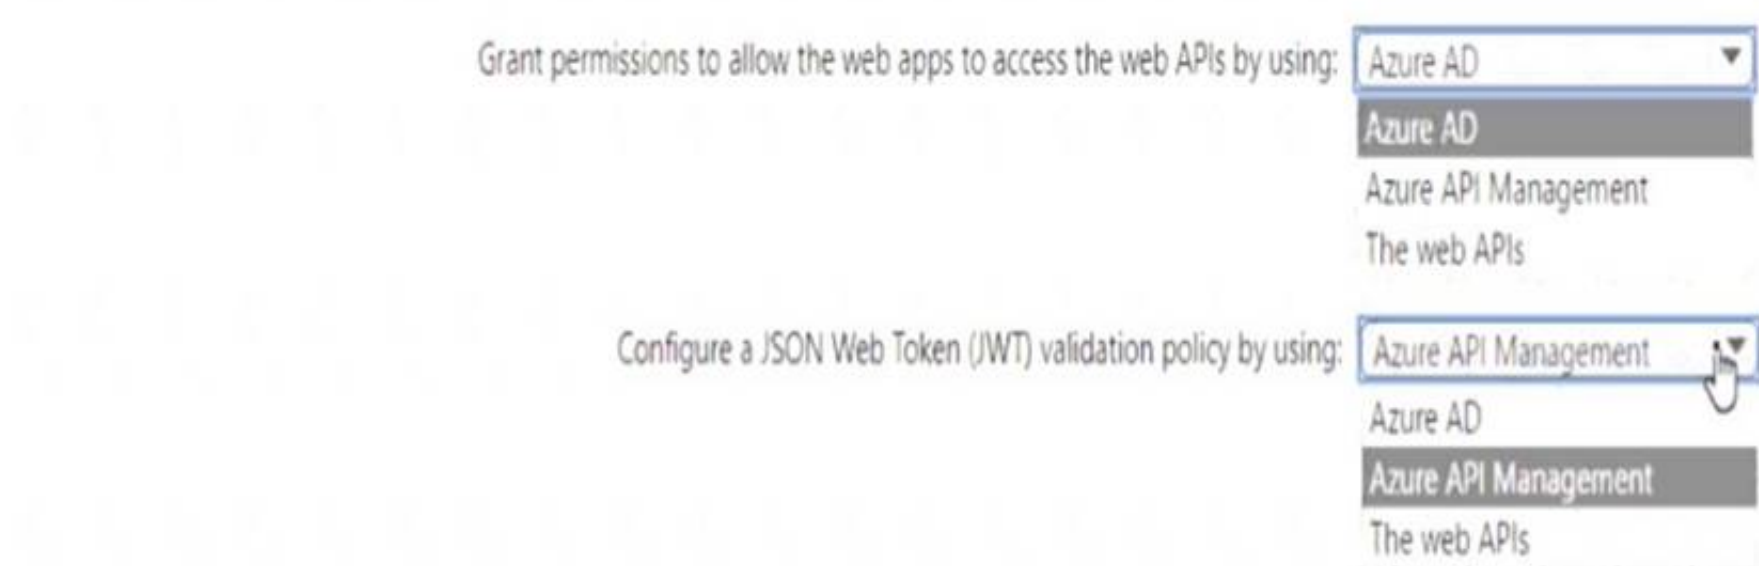 Grant permissions to allow the web apps to access the web APIs by using: Azure AD
Azure AD
Azure API Management
The web APIs
Configure a JSON Web Token (JWT) validation policy by using: Azure API Management
Azure AD
Azure API Management
The web APIs